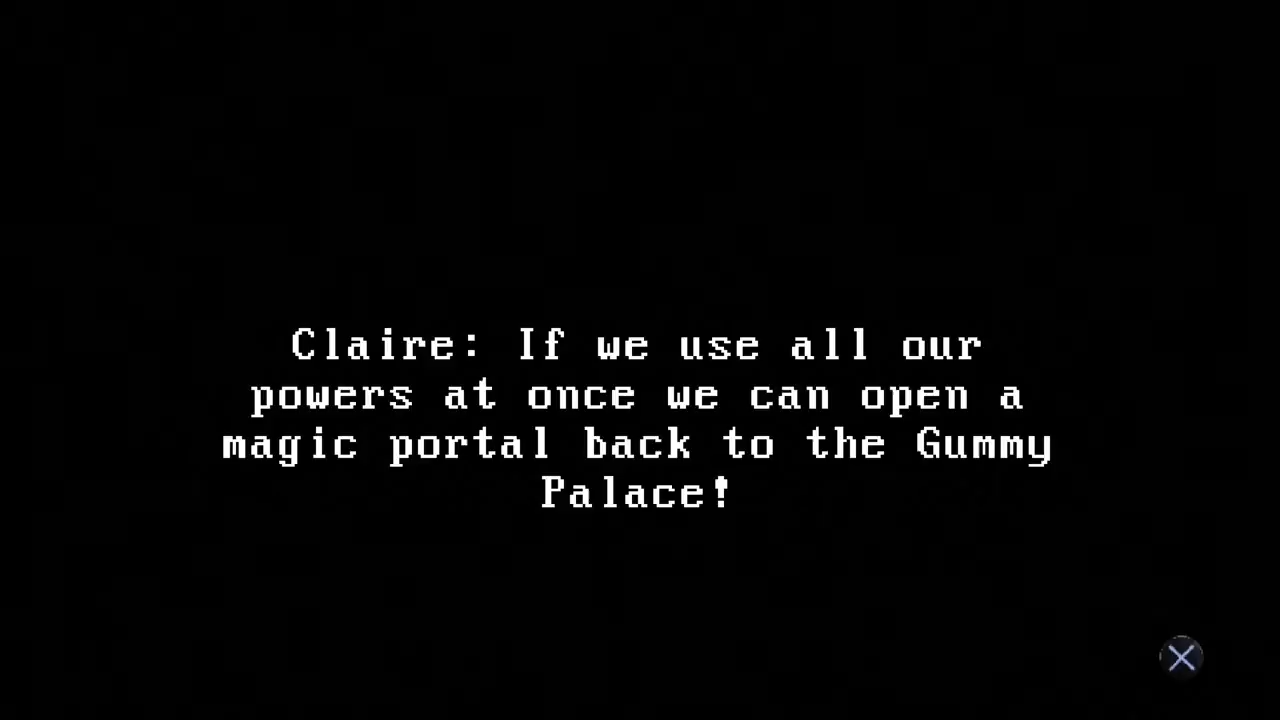 Claire: If we use all our
powers at once we can open a
magic portal back to the Gummy
Palace!